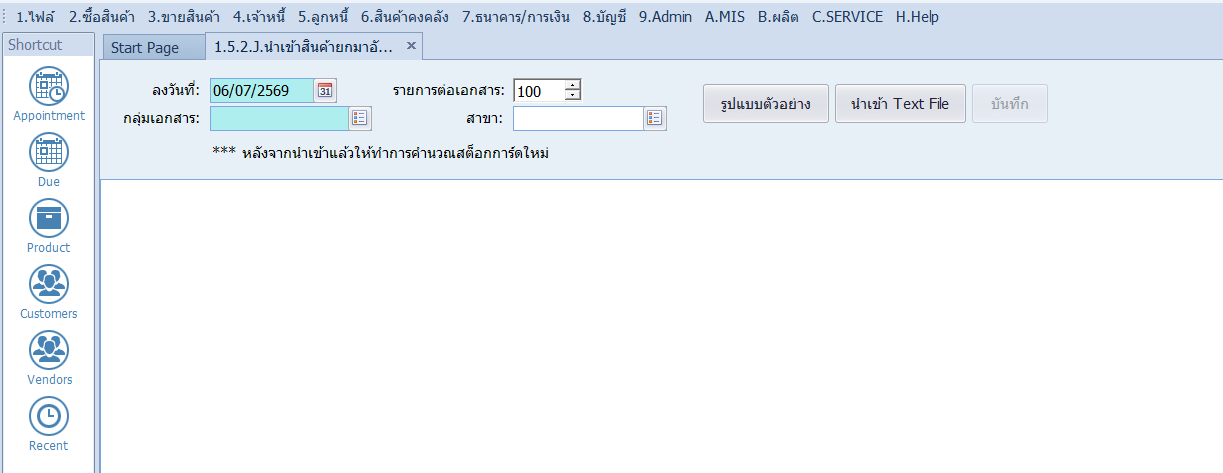 1.ไฟล์ 2.ซื้อสินค้า 3.ขายสินค้า 4.เจ้าหนี้ 5.ลูกหนี้ 6.สินค้าคงคลัง 7.ธนาคาร/การเงิน 8.บัญชี 9.Admin A.MIS B.ผลิต C.SERVICE H.Help
Shortcut
Start Page 1.5.2.J.นำเข้าสินค้ายกมาอั... ×
Appointment
Due
Product
Customers
Vendors
Recent
ลงวันที่: 06/07/2569 31 รายการต่อเอกสาร: 100
กลุ่มเอกสาร: สาขา:
รูปแบบตัวอย่าง นำเข้า Text File บันทึก
*** หลังจากนำเข้าแล้วให้ทำการคำนวณสต็อกการ์ดใหม่